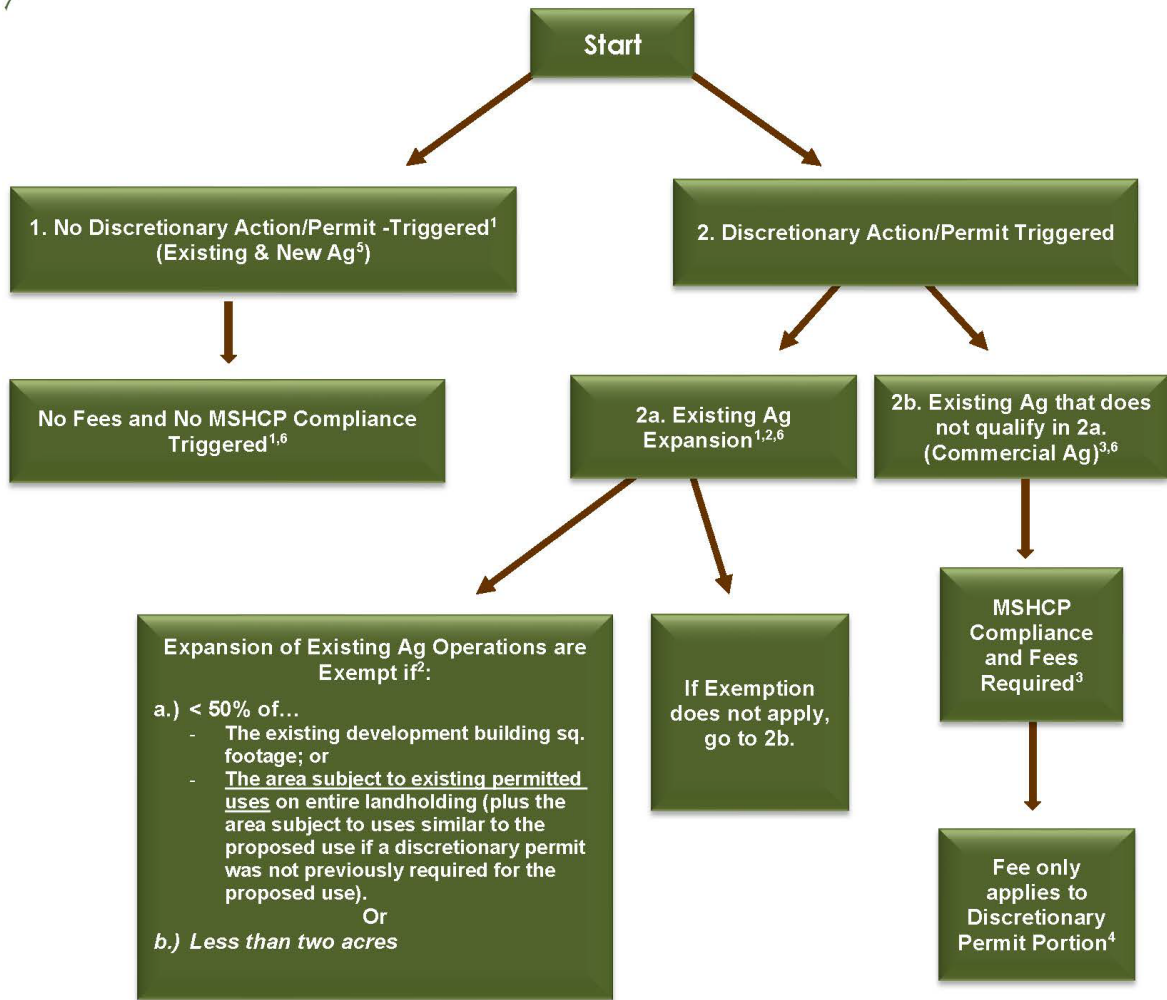 Start
1. No Discretionary Action/Permit -Triggered¹
(Existing & New Ag⁵)
2. Discretionary Action/Permit Triggered
No Fees and No MSHCP Compliance
Triggered¹,⁶
2a. Existing Ag
Expansion¹,²,⁶
2b. Existing Ag that does
not qualify in 2a.
(Commercial Ag)³,⁶
Expansion of Existing Ag Operations are
Exempt if²:
a.) < 50% of…
- The existing development building sq.
footage; or
- The area subject to existing permitted
uses on entire landholding (plus the
area subject to uses similar to the
proposed use if a discretionary permit
was not previously required for the
proposed use).
Or
b.) Less than two acres
If Exemption
does not apply,
go to 2b.
MSHCP
Compliance
and Fees
Required³
Fee only
applies to
Discretionary
Permit Portion⁴